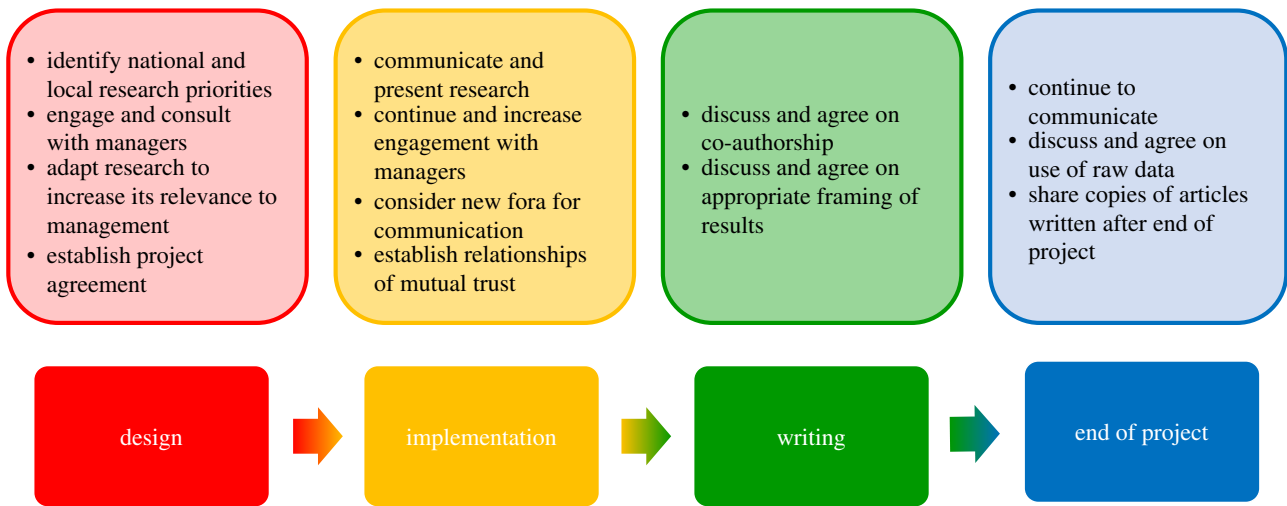 • identify national and
local research priorities
• engage and consult
with managers
• adapt research to
increase its relevance to
management
• establish project
agreement
• communicate and
present research
• continue and increase
engagement with
managers
• consider new fora for
communication
• establish relationships
of mutual trust
• discuss and agree on
co-authorship
• discuss and agree on
appropriate framing of
results
• continue to
communicate
• discuss and agree on
use of raw data
• share copies of articles
written after end of
project
design
implementation
writing
end of project